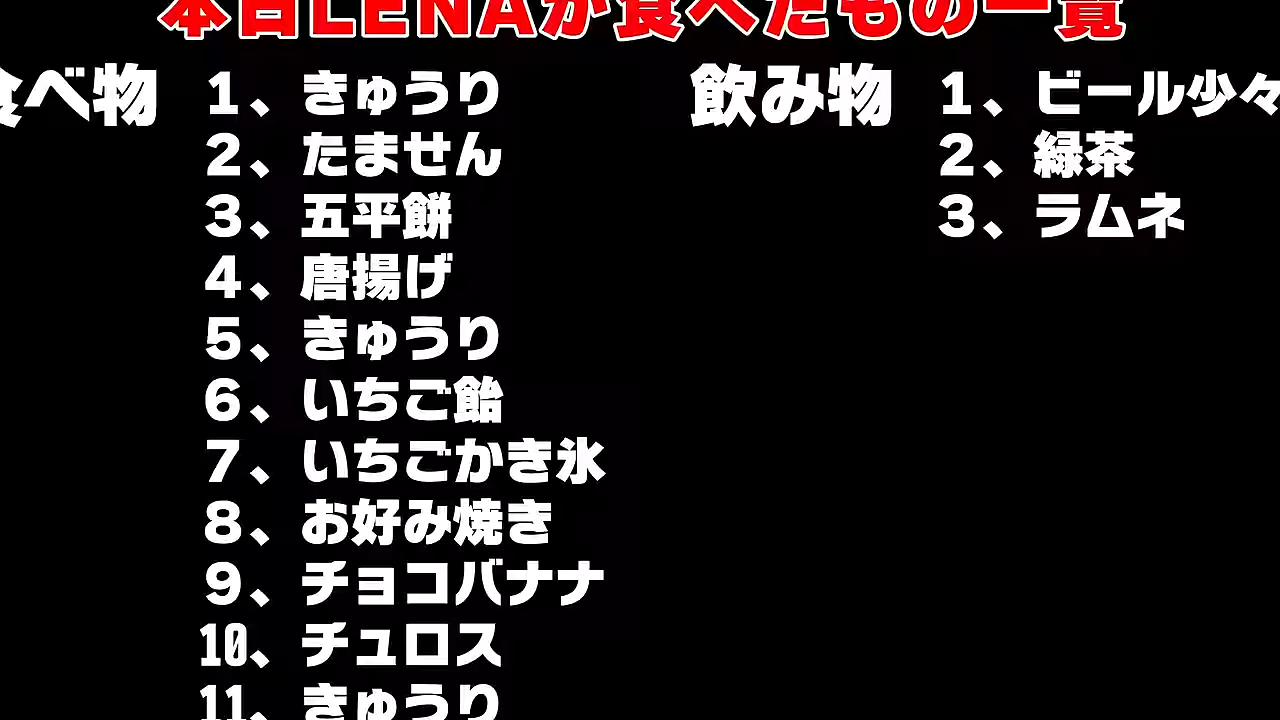 本日LENAが食べたもの一覧
食べ物
1、きゅうり
2、たません
3、五平餅
4、唐揚げ
5、きゅうり
6、いちご飴
7、いちごかき氷
8、お好み焼き
9、チョコバナナ
10、チュロス
11、きゅうり
飲み物
1、ビール少々
2、緑茶
3、ラムネ